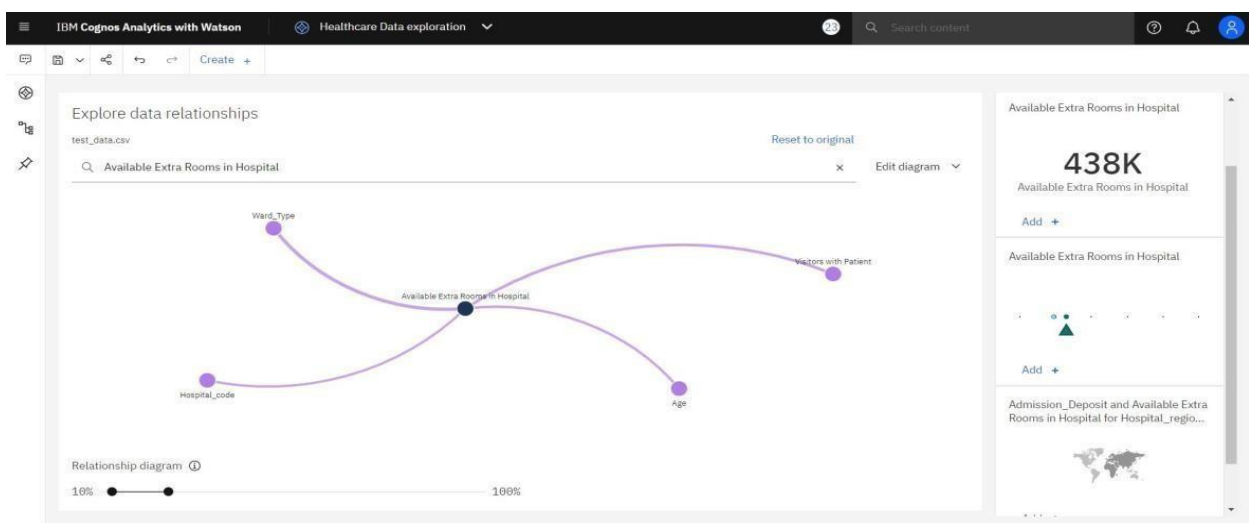 IBM Cognos Analytics with Watson
Healthcare Data exploration
23
Search content
Create +
Explore data relationships
test_data.csv
Reset to original
Available Extra Rooms in Hospital
Edit diagram
Ward_Type
Visitors with Patient
Available Extra Rooms in Hospital
Hospital_code
Age
Relationship diagram
10%
100%
Available Extra Rooms in Hospital
438K
Available Extra Rooms in Hospital
Add +
Available Extra Rooms in Hospital
Add +
Admission_Deposit and Available Extra
Rooms in Hospital for Hospital_regio...